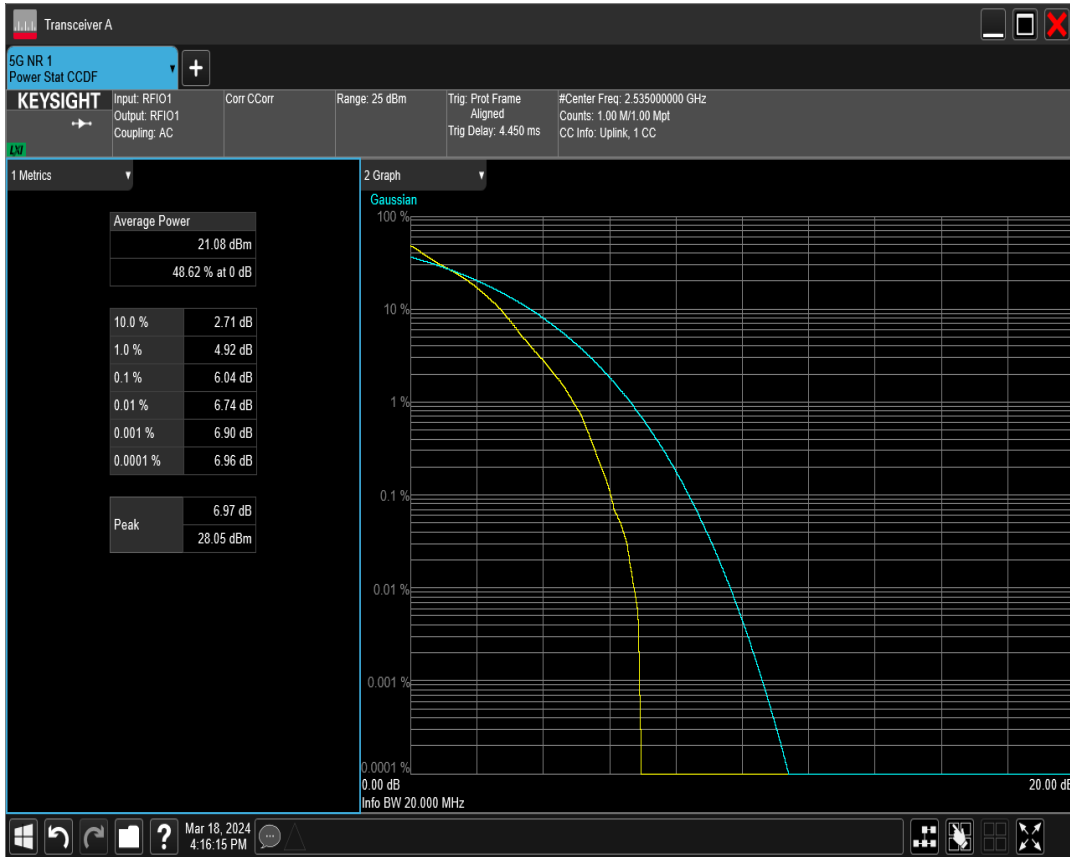 Transceiver A
5G NR 1
Power Stat CCDF
KEYSIGHT
LXI
Input: RFIO1
Output: RFIO1
Coupling: AC
Corr CCorr
Range: 25 dBm
Trig: Prot Frame
Aligned
Trig Delay: 4.450 ms
#Center Freq: 2.535000000 GHz
Counts: 1.00 M/1.00 Mpt
CC Info: Uplink, 1 CC
1 Metrics
Average Power
21.08 dBm
48.62 % at 0 dB
10.0 % 2.71 dB
1.0 % 4.92 dB
0.1 % 6.04 dB
0.01 % 6.74 dB
0.001 % 6.90 dB
0.0001 % 6.96 dB
Peak 6.97 dB
28.05 dBm
2 Graph
Gaussian
100 %
10 %
1 %
0.1 %
0.01 %
0.001 %
0.0001 %
0.00 dB 20.00 dB
Info BW 20.000 MHz
?
Mar 18, 2024
4:16:15 PM